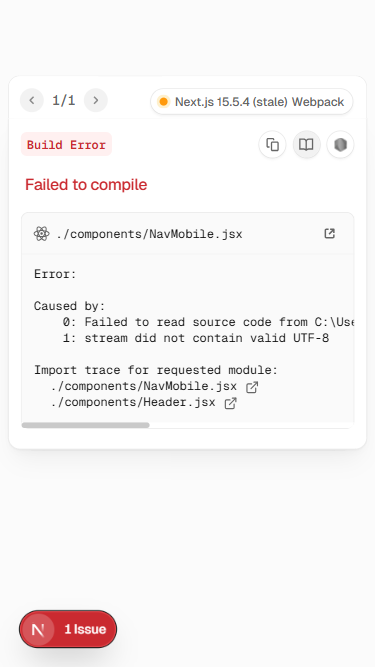 1/1
Next.js 15.5.4 (stale) Webpack
Build Error
Failed to compile
./components/NavMobile.jsx
Error:
Caused by:
0: Failed to read source code from C:\Use
1: stream did not contain valid UTF-8
Import trace for requested module:
./components/NavMobile.jsx
./components/Header.jsx
N 1 Issue